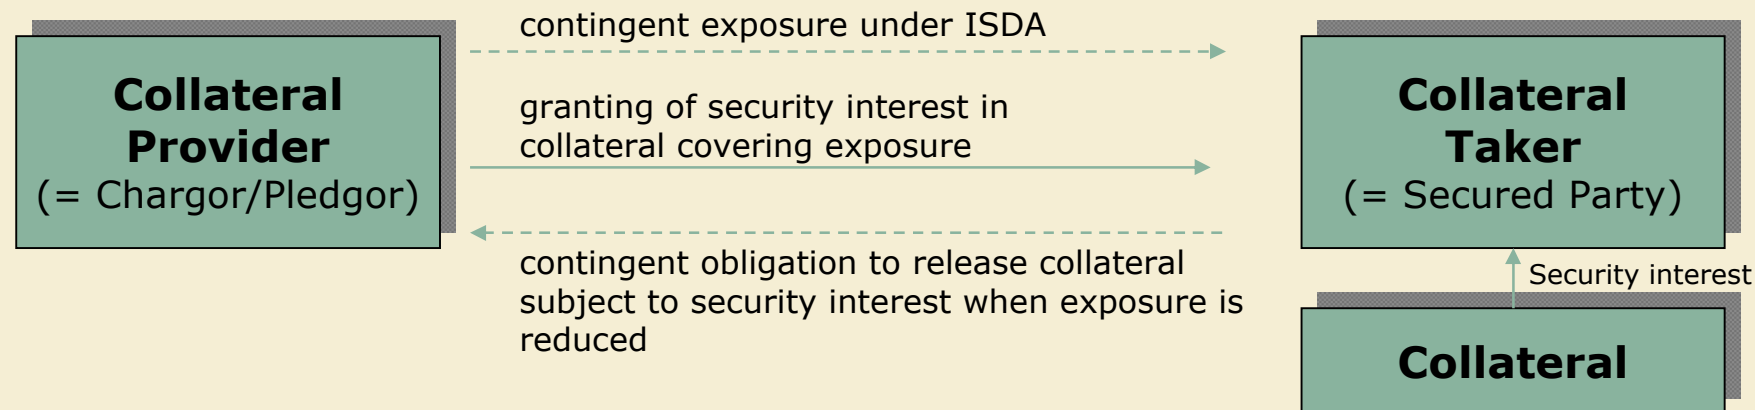 contingent exposure under ISDA
Collateral
Provider
(= Chargor/Pledgor)
granting of security interest in
collateral covering exposure
Collateral
Taker
(= Secured Party)
contingent obligation to release collateral
subject to security interest when exposure is
reduced
Security interest
Collateral